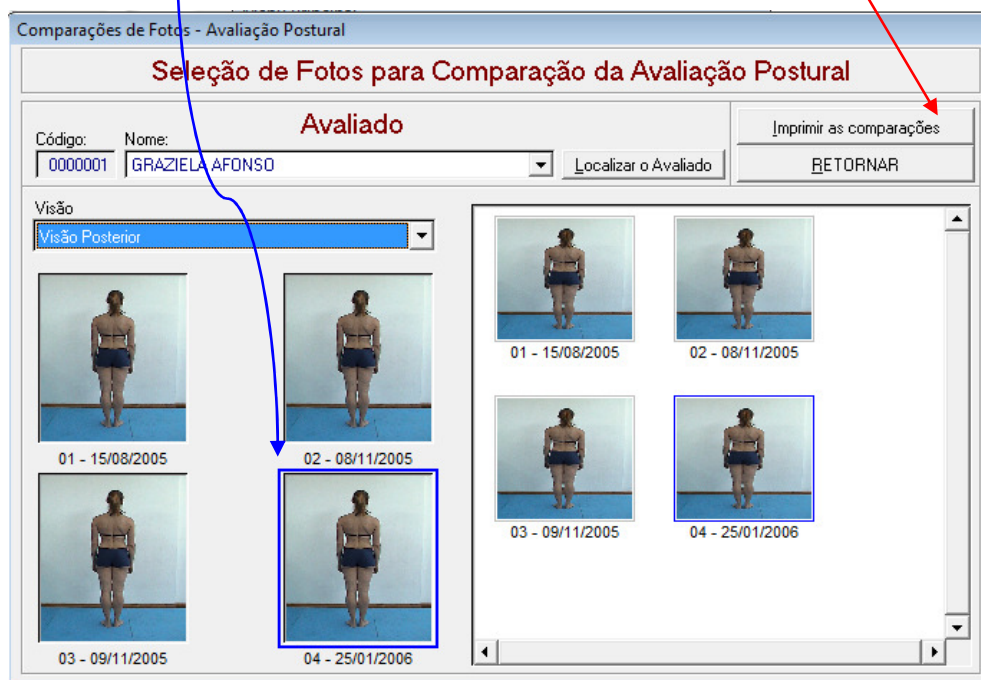 Comparações de Fotos - Avaliação Postural
Seleção de Fotos para Comparação da Avaliação Postural
Avaliado
Código:
Nome:
0000001
GRAZIELA AFONSO
Localizar o Avaliado
Imprimir as comparações
RETORNAR
Visão
Visão Posterior
01 - 15/08/2005
02 - 08/11/2005
03 - 09/11/2005
04 - 25/01/2006
01 - 15/08/2005
02 - 08/11/2005
03 - 09/11/2005
04 - 25/01/2006